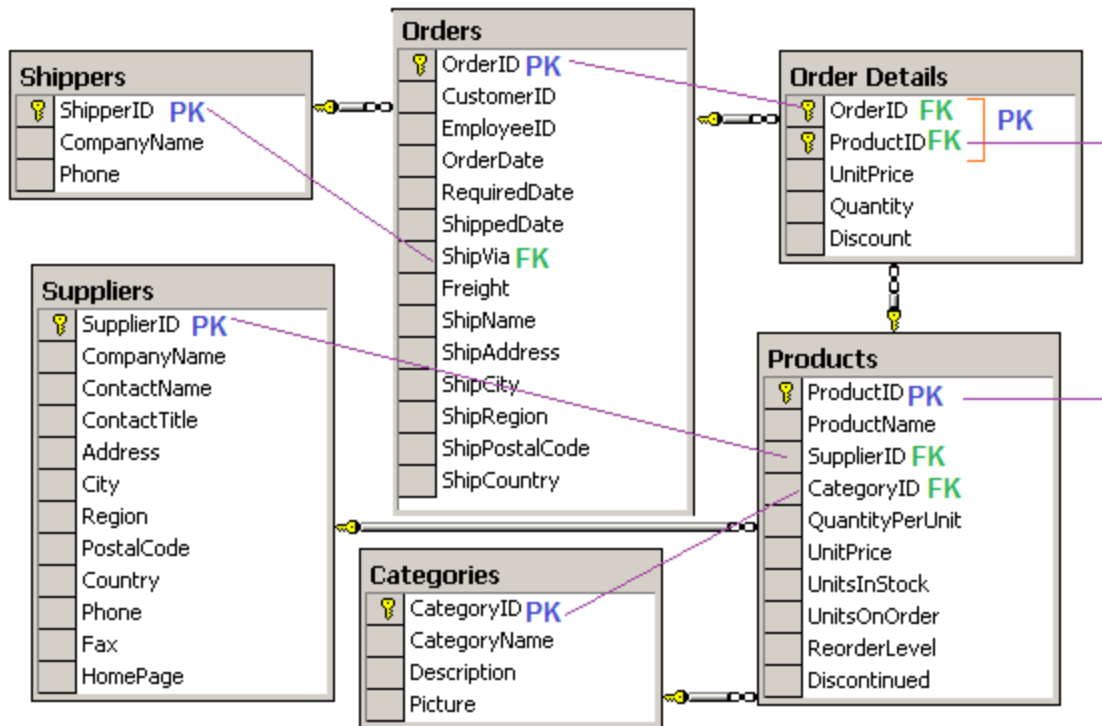 Shippers
ShipperID PK
CompanyName
Phone
Orders
OrderID PK
CustomerID
EmployeeID
OrderDate
RequiredDate
ShippedDate
ShipVia FK
Freight
ShipName
ShipAddress
ShipCity
ShipRegion
ShipPostalCode
ShipCountry
Order Details
OrderID FK
PK
ProductID FK
UnitPrice
Quantity
Discount
Suppliers
SupplierID PK
CompanyName
ContactName
ContactTitle
Address
City
Region
PostalCode
Country
Phone
Fax
HomePage
Products
ProductID PK
ProductName
SupplierID FK
CategoryID FK
QuantityPerUnit
UnitPrice
UnitsInStock
UnitsOnOrder
ReorderLevel
Discontinued
Categories
CategoryID PK
CategoryName
Description
Picture